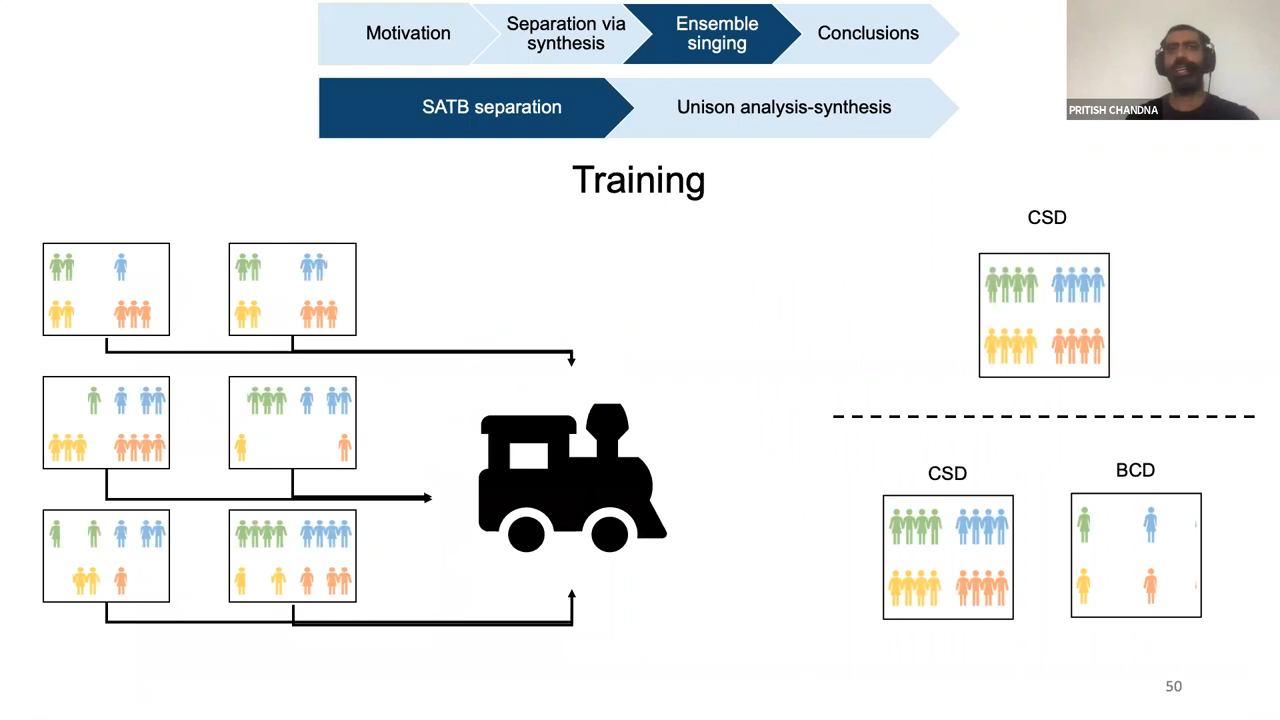 Motivation
Separation via
synthesis
Ensemble
singing
Conclusions
SATB separation
Unison analysis-synthesis
PRITISH CHANDNA
Training
CSD
CSD
BCD
50